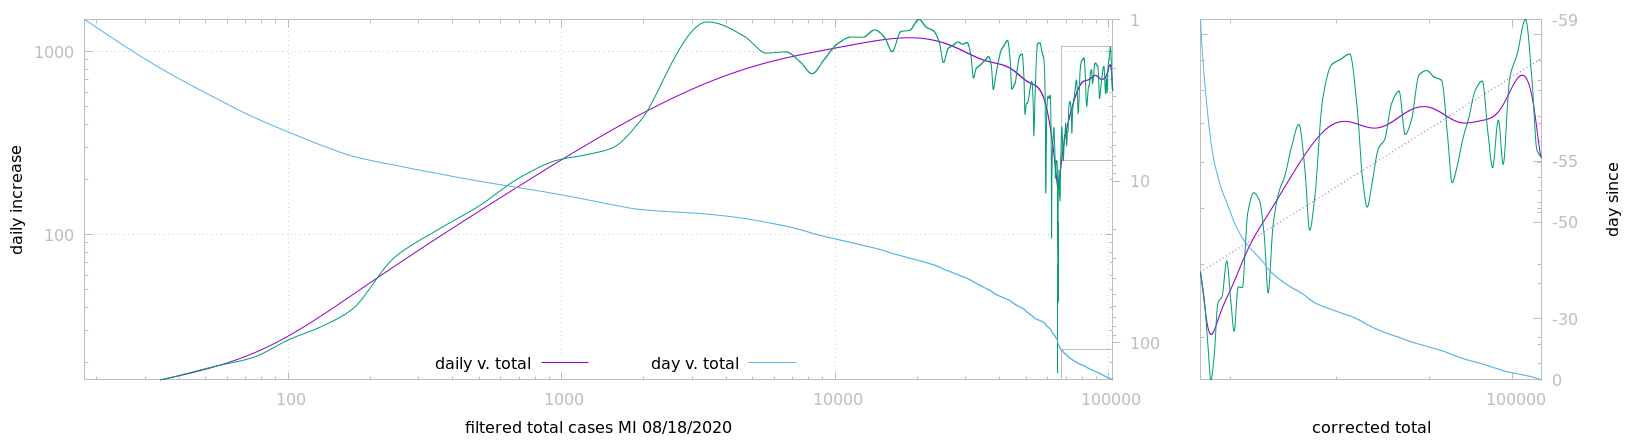 daily increase
1000
100
1
10
100
daily v. total
day v. total
100
1000
10000
100000
filtered total cases MI 08/18/2020
-59
-55
-50
-30
0
day since
100000
corrected total